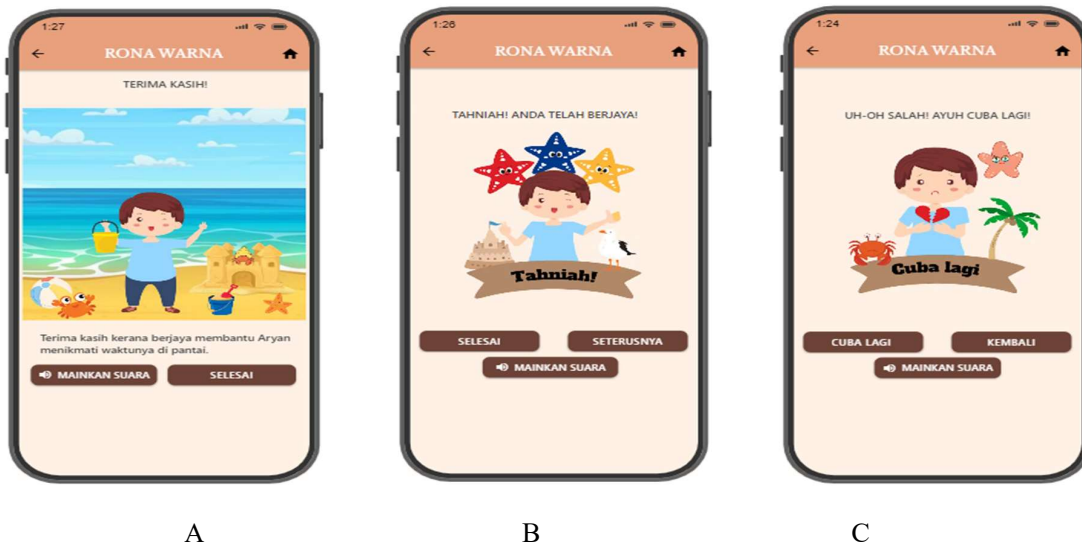 1:27
RONA WARNA
TERIMA KASIH!
Terima kasih kerana berjaya membantu Aryan
menikmati waktunya di pantai.
MAINKAN SUARA
SELESAI
1:26
RONA WARNA
TAHNIAH! ANDA TELAH BERJAYA!
Tahniah!
SELESAI
SETERUSNYA
MAINKAN SUARA
1:24
RONA WARNA
UH-OH SALAH! AYUH CUBA LAGI!
Cuba lagi
CUBA LAGI
KEMBALI
MAINKAN SUARA
A
B
C